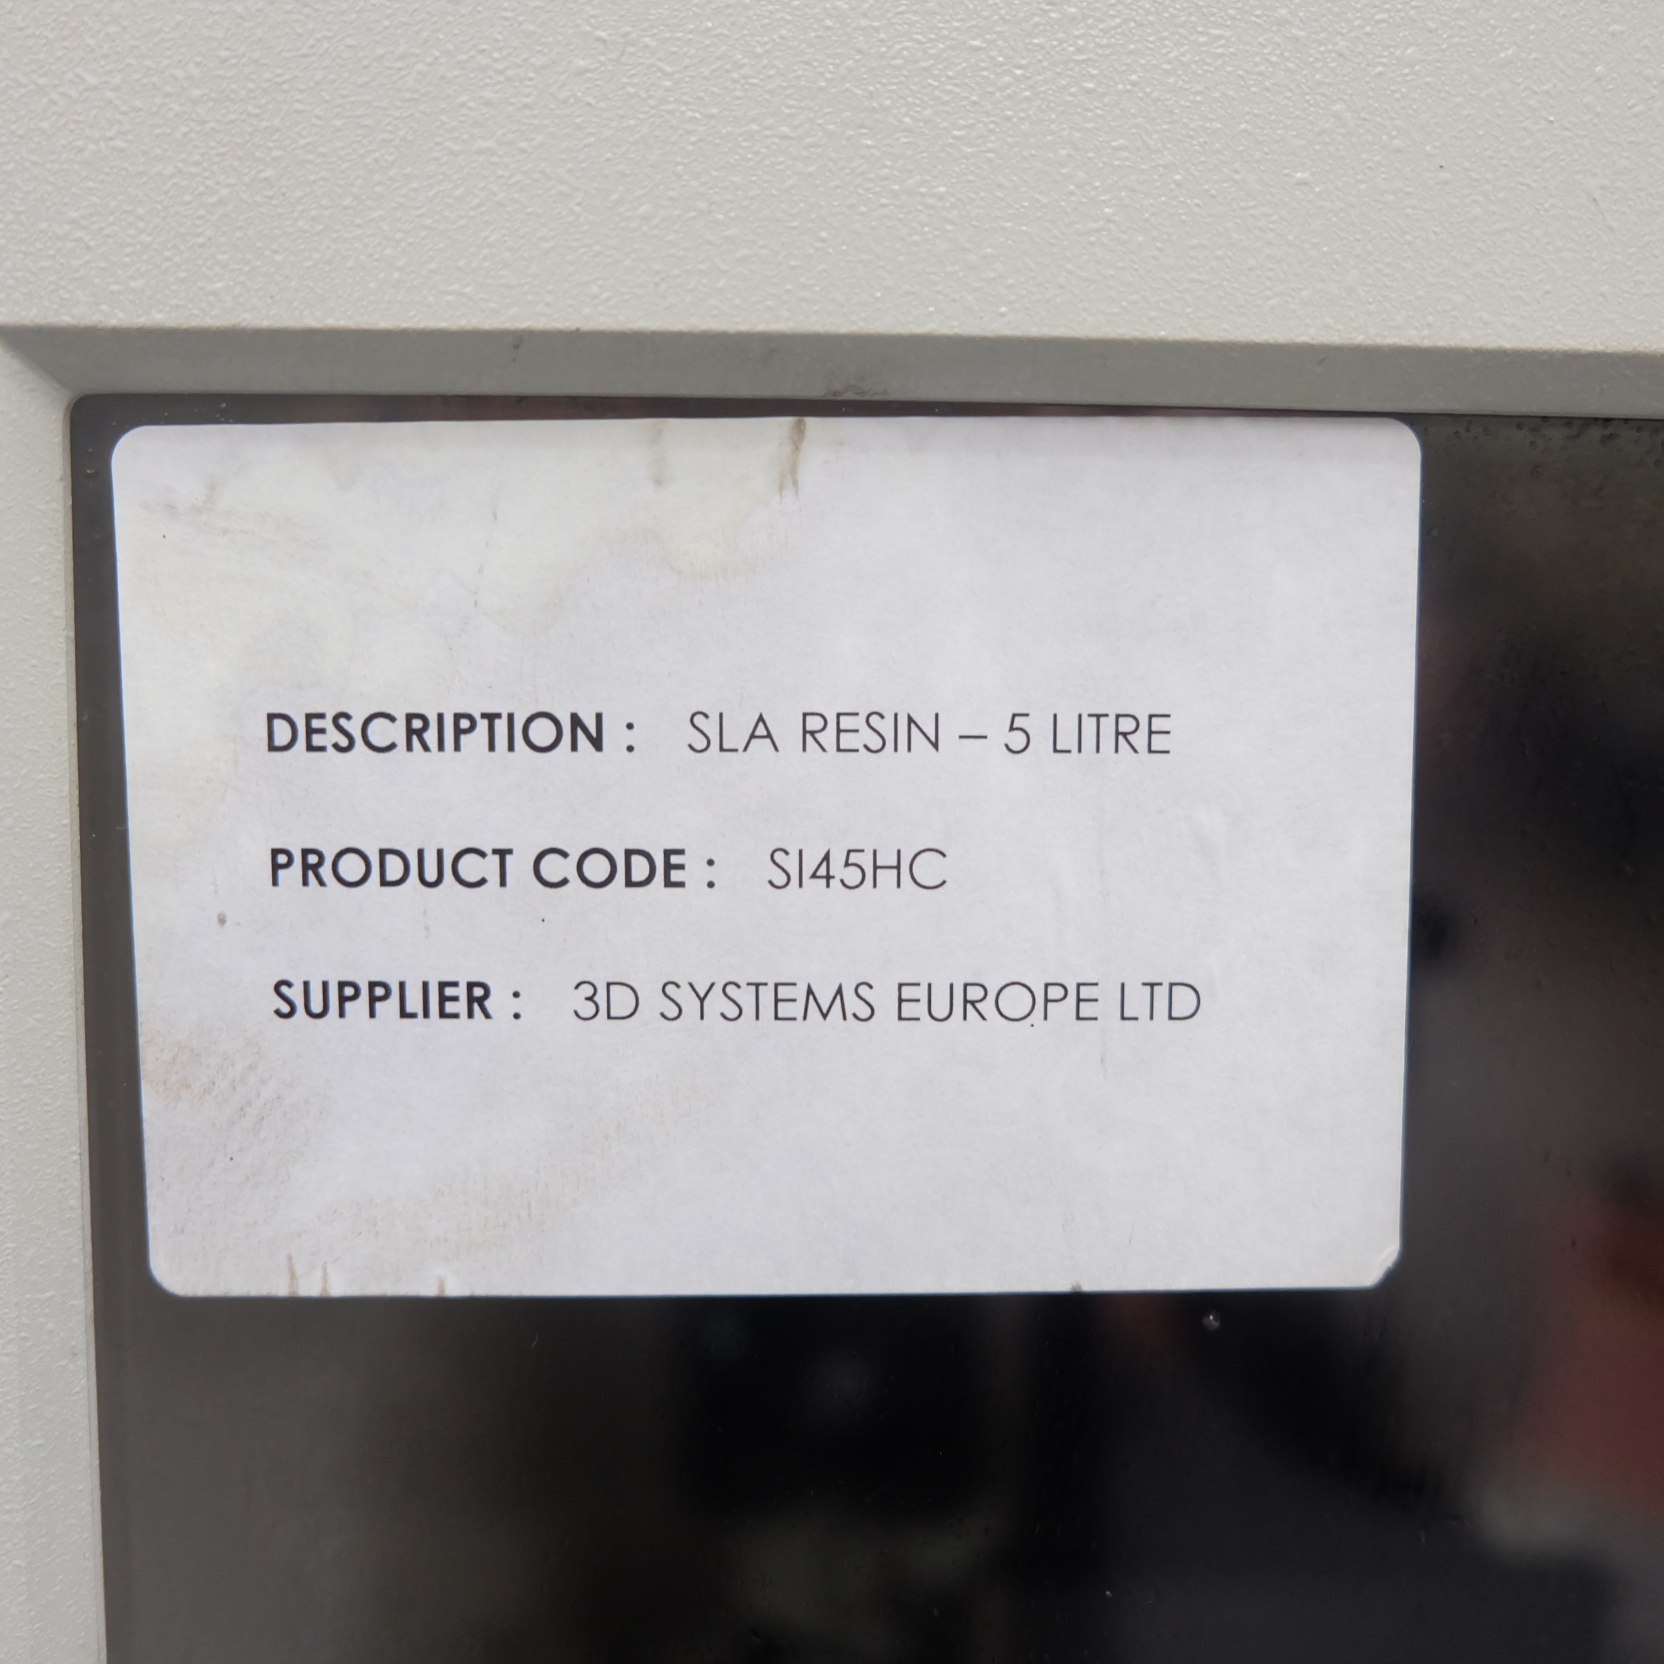 DESCRIPTION : SLA RESIN – 5 LITRE
PRODUCT CODE : SI45HC
SUPPLIER : 3D SYSTEMS EUROPE LTD